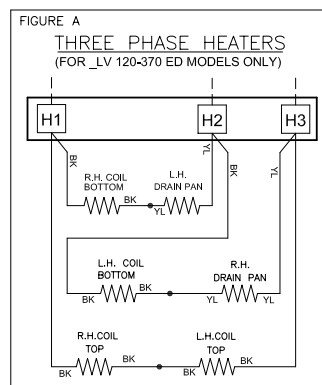 FIGURE A
THREE PHASE HEATERS
(FOR _LV 120-370 ED MODELS ONLY)
H1 H2 H3
BK YL BK YL
R.H. COIL BOTTOM
L.H. DRAIN PAN
BK YL
L.H. COIL BOTTOM
R.H. DRAIN PAN
BK BK YL YL
R.H.COIL TOP
L.H.COIL TOP
BK BK BK BK